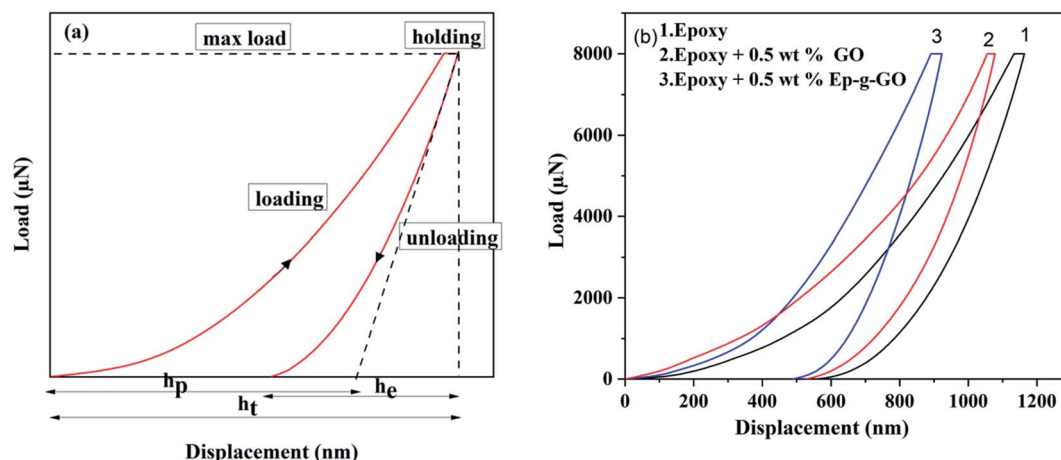 (a)
max load
holding
loading
unloading
Load (µN)
hp
he
ht
Displacement (nm)
(b)
1.Epoxy
2.Epoxy + 0.5 wt % GO
3.Epoxy + 0.5 wt % Ep-g-GO
3
2
1
8000
6000
4000
2000
0
Load (µN)
0 200 400 600 800 1000 1200
Displacement (nm)